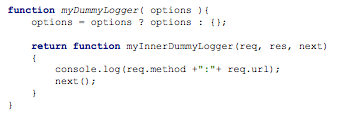 function myDummyLogger( options ){
options = options ? options : {};
return function myInnerDummyLogger(req, res, next)
{
console.log(req.method +":"+ req.url);
next();
}
}